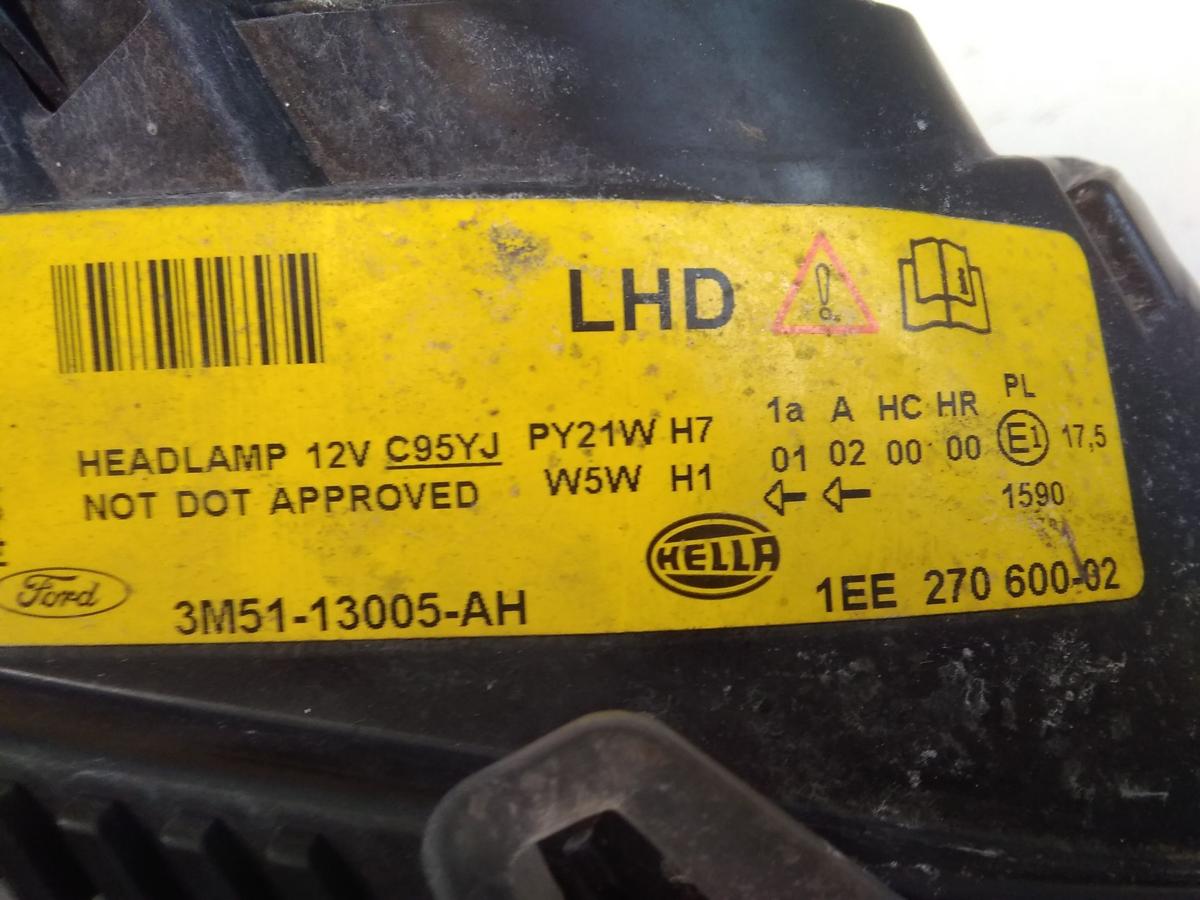 LHD
1a A HC HR PL
HEADLAMP 12V C95YJ PY21W H7 01 02 00 00 E1 17,5
NOT DOT APPROVED W5W H1 1590
Ford 3M51-13005-AH HELLA 1EE 270 600-02